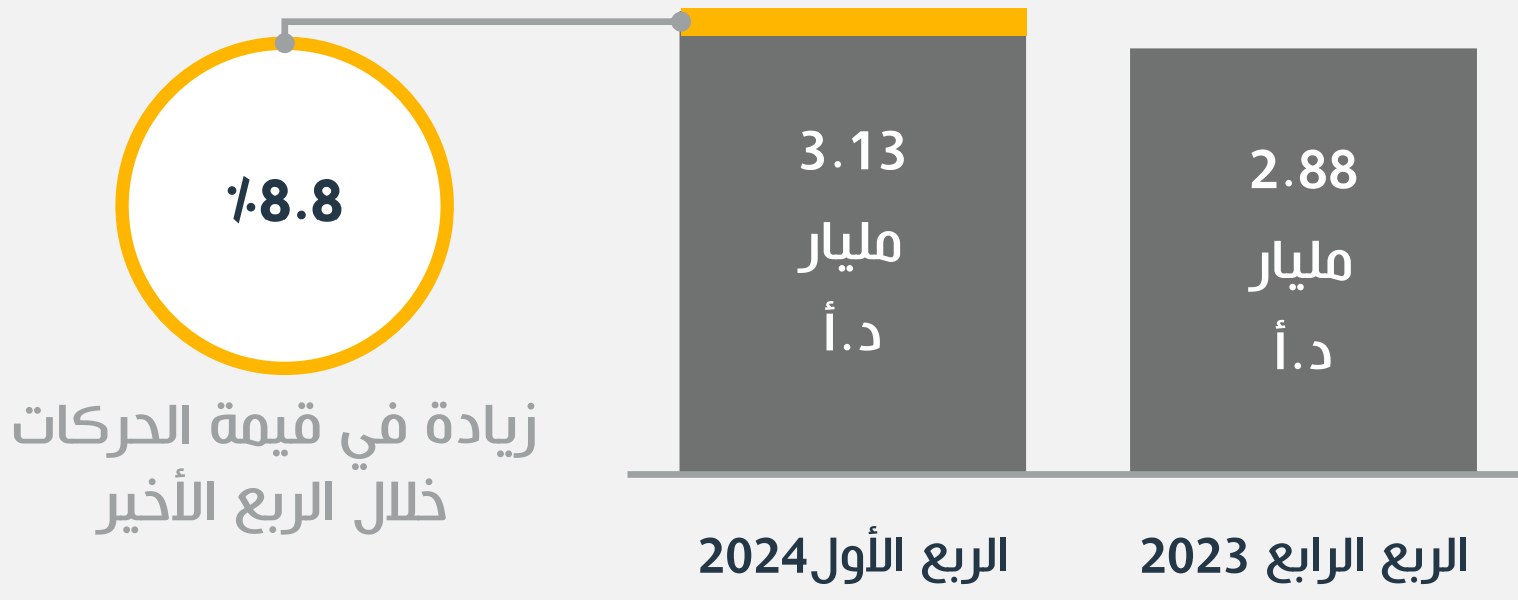 2.88
مليار
د.أ
الربع الرابع 2023
3.13
مليار
د.أ
الربع الأول2024
٪8.8
زيادة في قيمة الحركات
خلال الربع الأخير